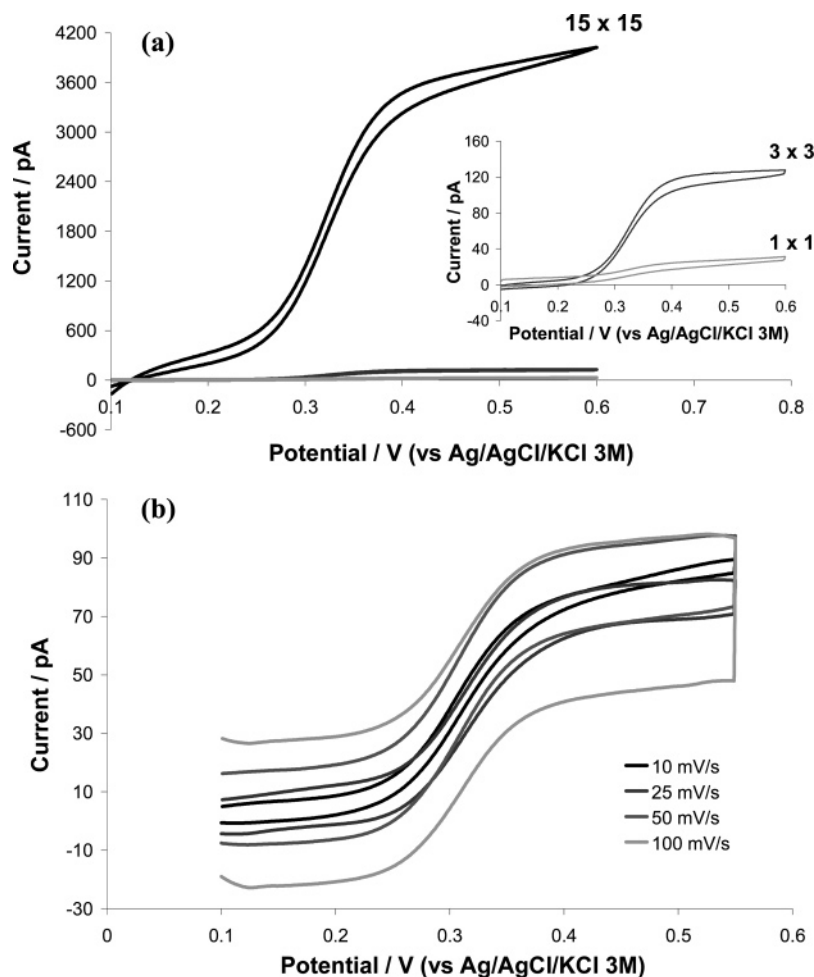 (a)
15 x 15
4200
3600
3000
2400
1800
1200
600
0
-600
Current / pA
0.1
0.2
0.3
0.4
0.5
0.6
0.7
0.8
Potential / V (vs Ag/AgCl/KCl 3M)
160
120
80
40
0
-40
Current / pA
3 x 3
1 x 1
0.1
0.2
0.3
0.4
0.5
0.6
Potential / V (vs Ag/AgCl/KCl 3M)
(b)
110
90
70
50
30
10
-10
-30
Current / pA
10 mV/s
25 mV/s
50 mV/s
100 mV/s
0
0.1
0.2
0.3
0.4
0.5
0.6
Potential / V (vs Ag/AgCl/KCl 3M)